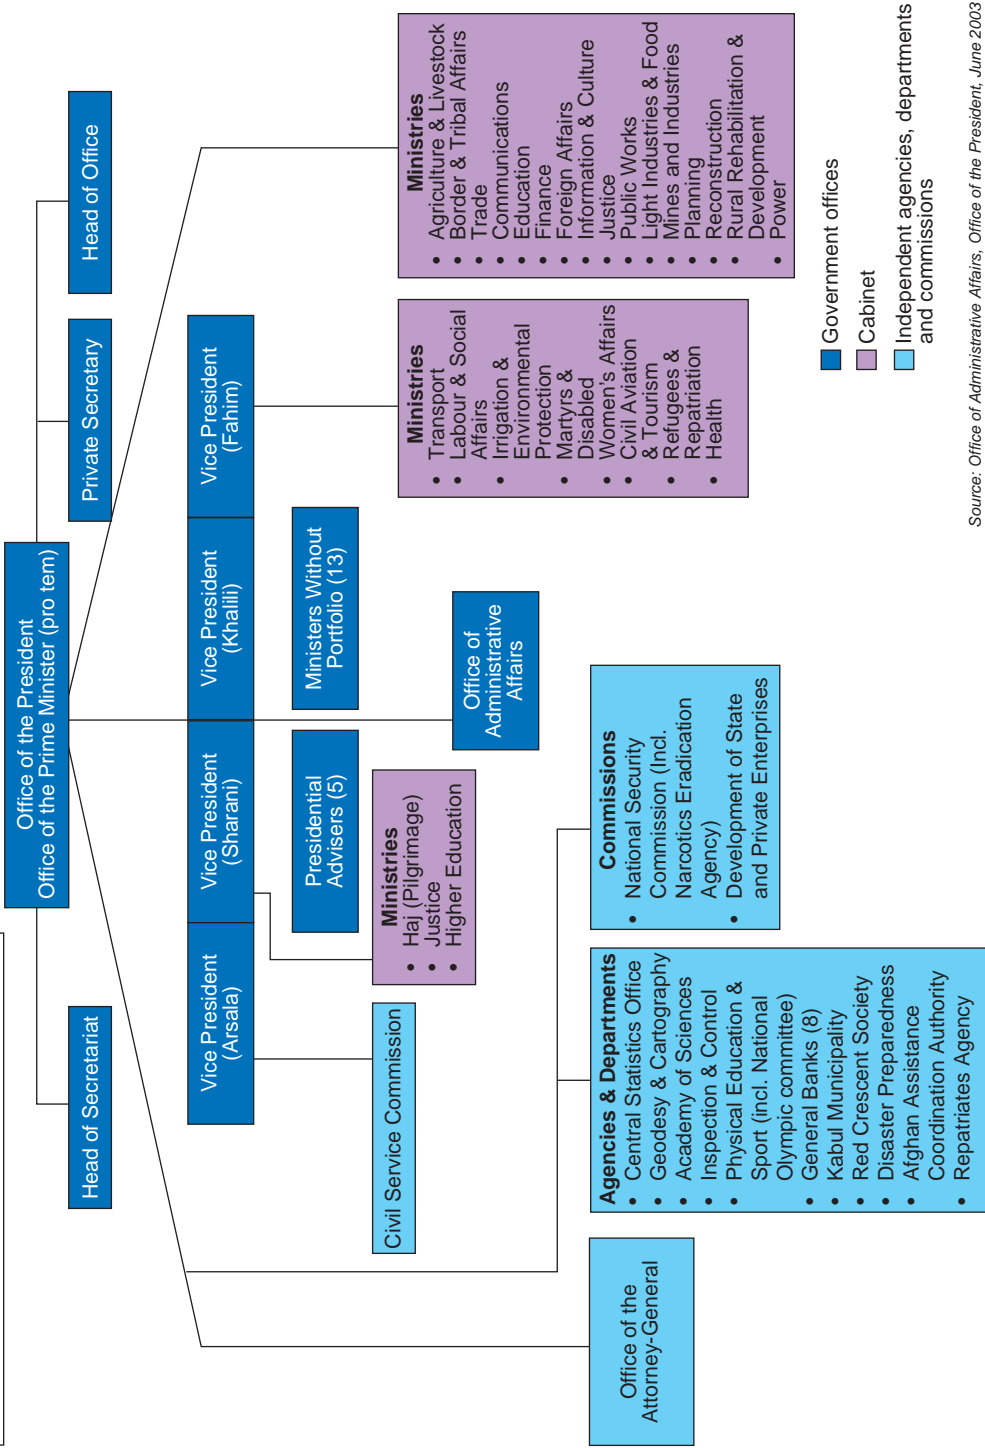 Office of the President
Office of the Prime Minister (pro tem)
Head of Secretariat
Private Secretary
Head of Office
Vice President
(Arsala)
Vice President
(Sharani)
Vice President
(Khalili)
Vice President
(Fahim)
Presidential
Advisers (5)
Ministers Without
Portfolio (13)
Civil Service Commission
Ministries
• Haj (Pilgrimage)
• Justice
• Higher Education
Office of
Administrative
Affairs
Ministries
• Transport
• Labour & Social
Affairs
• Irrigation &
Environmental
Protection
• Martyrs &
Disabled
• Women's Affairs
• Civil Aviation
& Tourism
• Refugees &
Repatriation
• Health
Ministries
• Agriculture & Livestock
• Border & Tribal Affairs
• Trade
• Communications
• Education
• Finance
• Foreign Affairs
• Information & Culture
• Justice
• Public Works
• Light Industries & Food
• Mines and Industries
• Planning
• Reconstruction
• Rural Rehabilitation &
Development
• Power
Office of the
Attorney-General
Agencies & Departments
• Central Statistics Office
• Geodesy & Cartography
• Academy of Sciences
• Inspection & Control
• Physical Education &
Sport (incl. National
Olympic committee)
• General Banks (8)
• Kabul Municipality
• Red Crescent Society
• Disaster Preparedness
• Afghan Assistance
Coordination Authority
• Repatriates Agency
Commissions
• National Security
Commission (Incl.
Narcotics Eradication
Agency)
• Development of State
and Private Enterprises
Government offices
Cabinet
Independent agencies, departments
and commissions
Source: Office of Administrative Affairs, Office of the President, June 2003